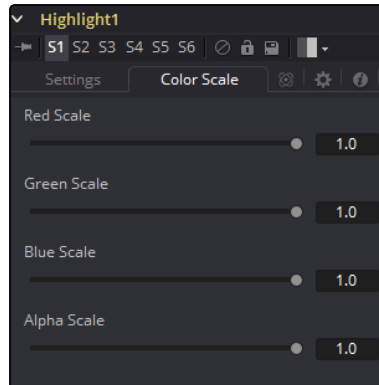 Highlight1
S1 S2 S3 S4 S5 S6
Settings Color Scale
Red Scale
1.0
Green Scale
1.0
Blue Scale
1.0
Alpha Scale
1.0